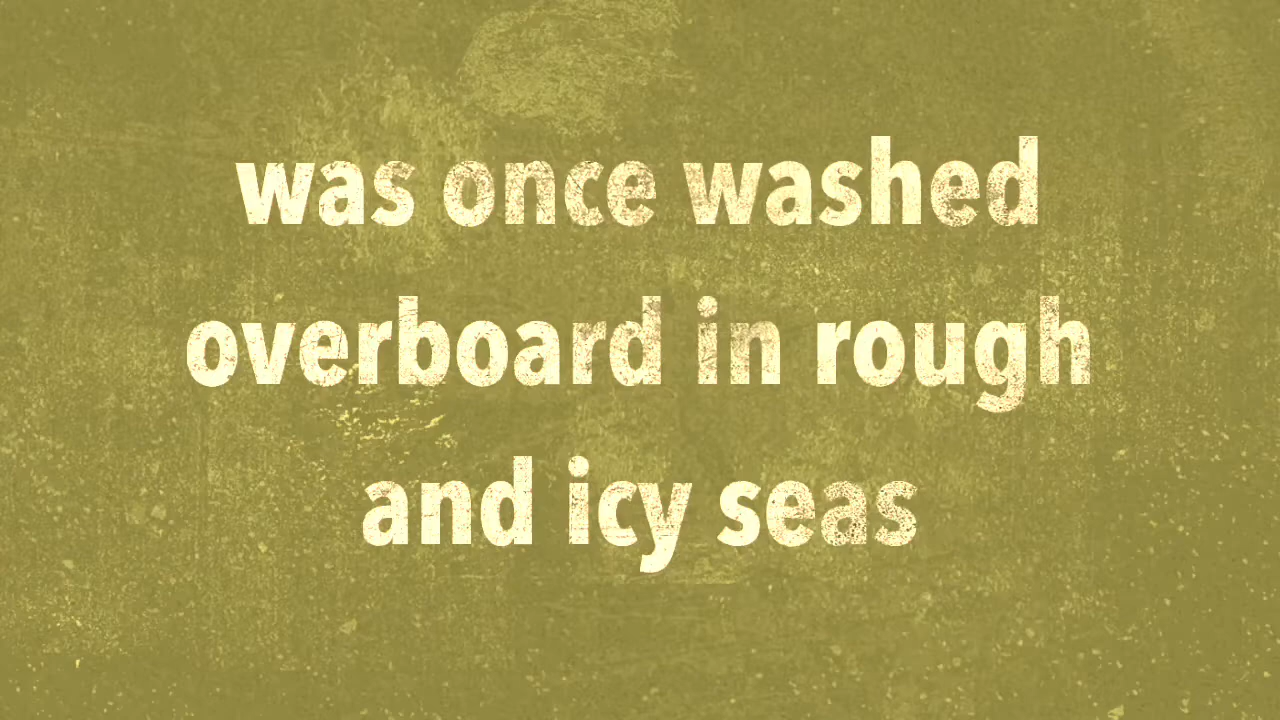 was once washed
overboard in rough
and icy seas